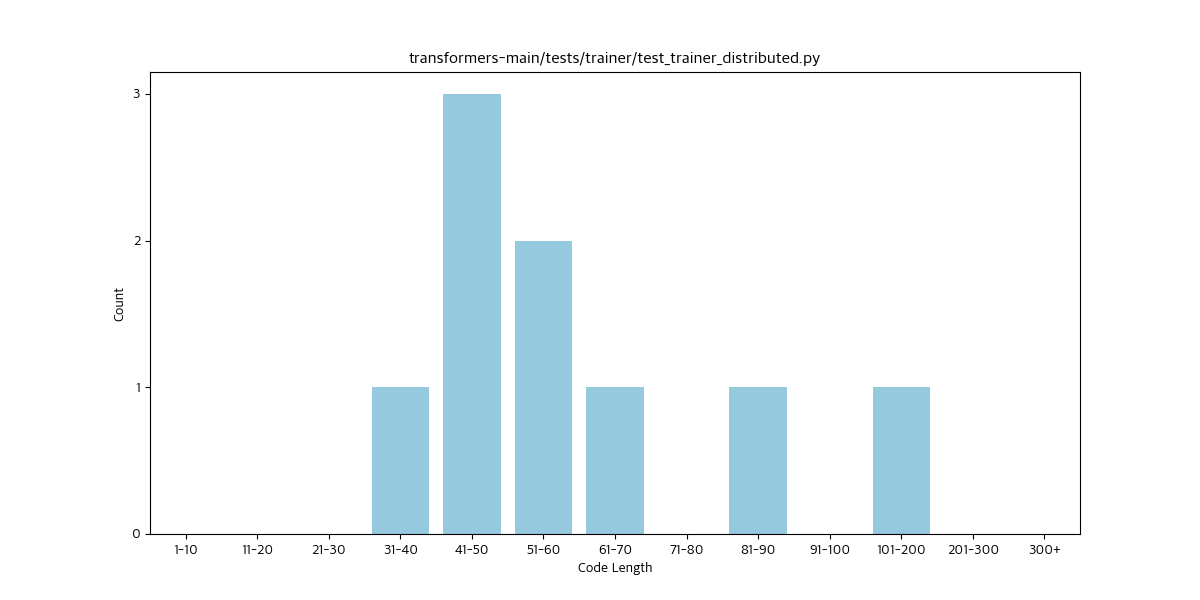 transformers-main/tests/trainer/test_trainer_distributed.py
3
2
1
0
Count
1-10 11-20 21-30 31-40 41-50 51-60 61-70 71-80 81-90 91-100 101-200 201-300 300+
Code Length